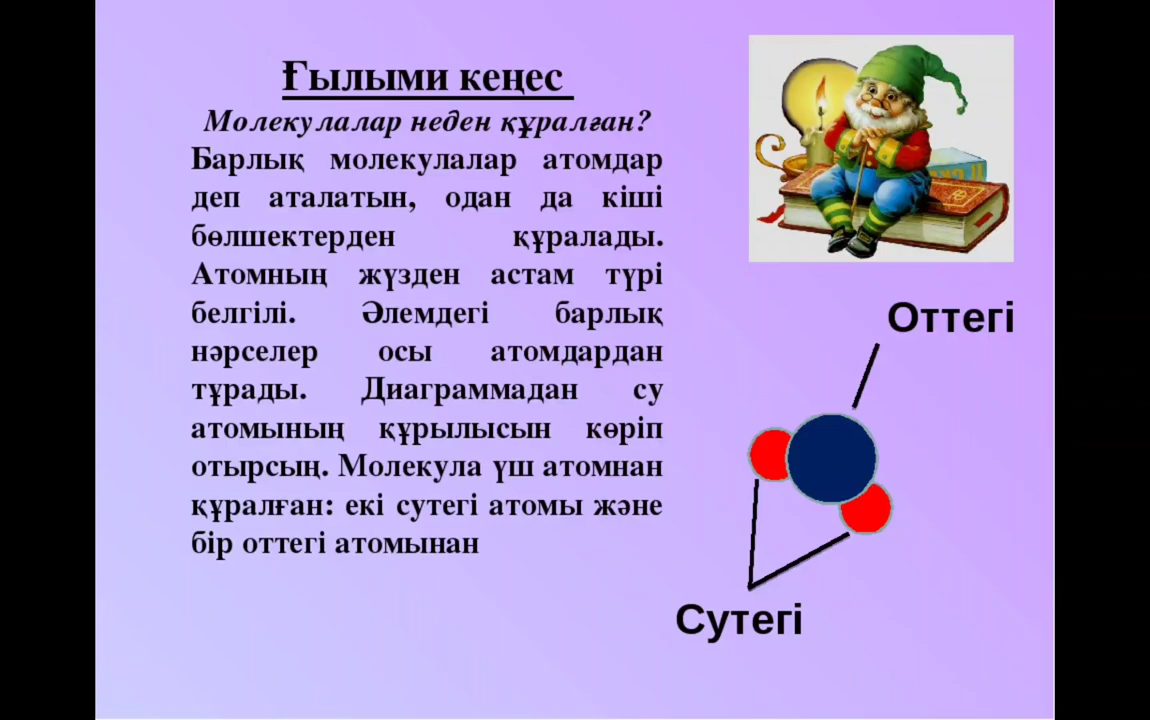 Ғылыми кеңес
Молекулалар неден құралған?
Барлық молекулалар атомдар
деп аталатын, одан да кіші
бөлшектерден құралады.
Атомның жүзден астам түрі
белгілі. Әлемдегі барлық
нәрселер осы атомдардан
тұрады. Диаграммадан су
атомының құрылысын көріп
отырсың. Молекула үш атомнан
құралған: екі сутегі атомы және
бір оттегі атомынан
Оттегі
Сутегі